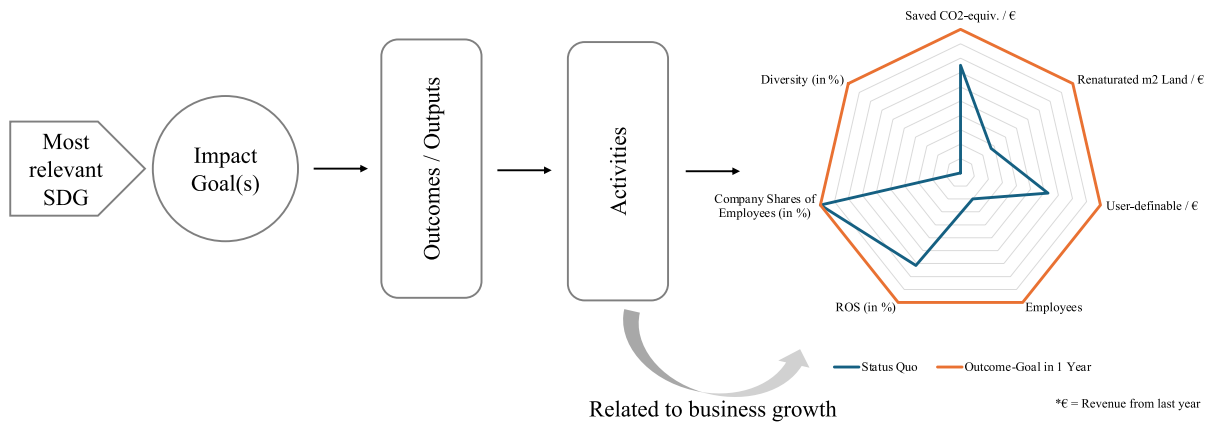 Most
relevant
SDG
Impact
Goal(s)
Outcomes / Outputs
Activities
Related to business growth
Saved CO2-equiv. / €
Diversity (in %)
Renaturated m2 Land / €
Company Shares of
Employees (in %)
User-definable / €
ROS (in %)
Employees
Status Quo
Outcome-Goal in 1 Year
*€ = Revenue from last year